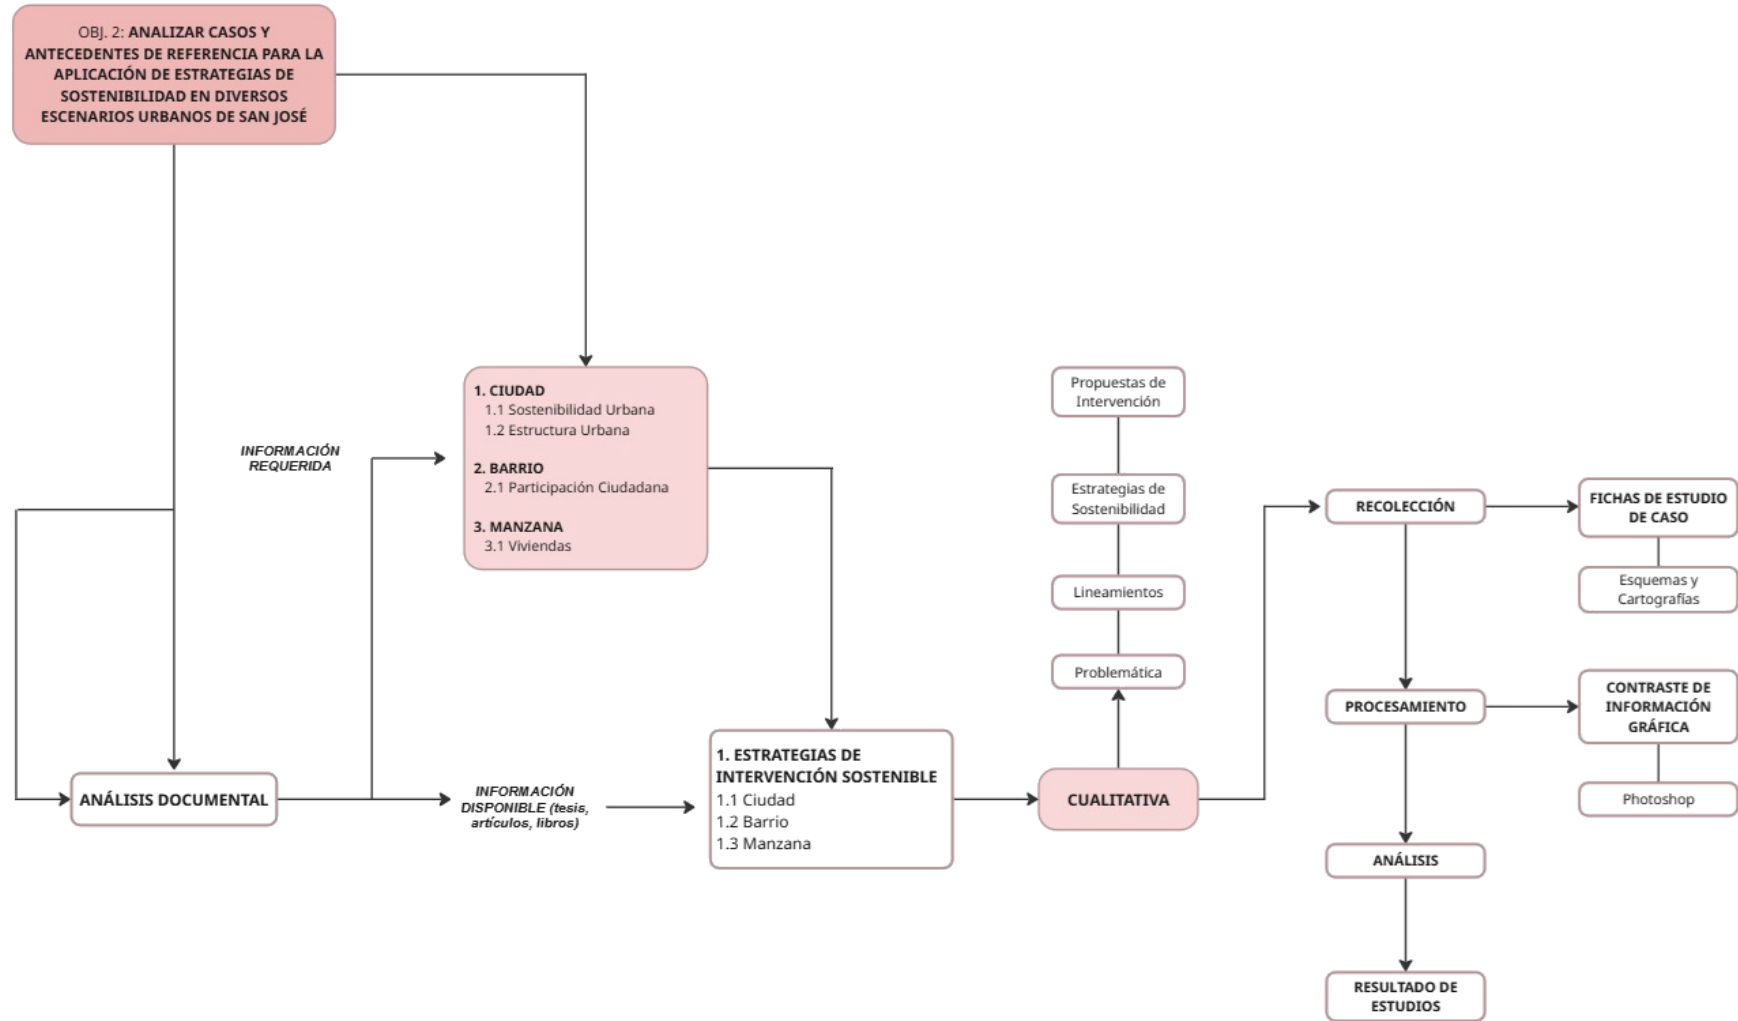 OBJ. 2: ANALIZAR CASOS Y
ANTECEDENTES DE REFERENCIA PARA LA
APLICACIÓN DE ESTRATEGIAS DE
SOSTENIBILIDAD EN DIVERSOS
ESCENARIOS URBANOS DE SAN JOSÉ
INFORMACIÓN
REQUERIDA
1. CIUDAD
1.1 Sostenibilidad Urbana
1.2 Estructura Urbana
2. BARRIO
2.1 Participación Ciudadana
3. MANZANA
3.1 Viviendas
ANÁLISIS DOCUMENTAL
INFORMACIÓN
DISPONIBLE (tesis,
artículos, libros)
1. ESTRATEGIAS DE
INTERVENCIÓN SOSTENIBLE
1.1 Ciudad
1.2 Barrio
1.3 Manzana
Propuestas de
Intervención
Estrategias de
Sostenibilidad
Lineamientos
Problemática
CUALITATIVA
RECOLECCIÓN
FICHAS DE ESTUDIO
DE CASO
Esquemas y
Cartografías
PROCESAMIENTO
CONTRASTE DE
INFORMACIÓN
GRÁFICA
Photoshop
ANÁLISIS
RESULTADO DE
ESTUDIOS